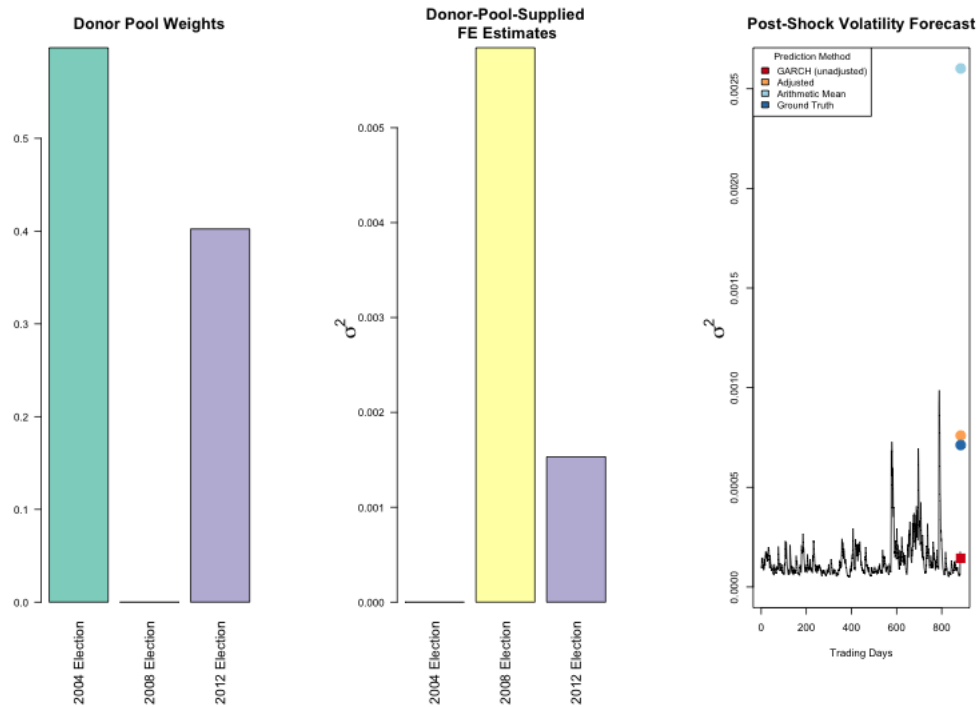 Donor Pool Weights
0.5
0.4
0.3
0.2
0.1
0.0
2004 Election
2008 Election
2012 Election
Donor-Pool-Supplied
FE Estimates
σ²
0.005
0.004
0.003
0.002
0.001
0.000
2004 Election
2008 Election
2012 Election
Post-Shock Volatility Forecast
Prediction Method
GARCH (unadjusted)
Adjusted
Arithmetic Mean
Ground Truth
σ²
0.0025
0.0020
0.0015
0.0010
0.0005
0.0000
0
200
400
600
800
Trading Days